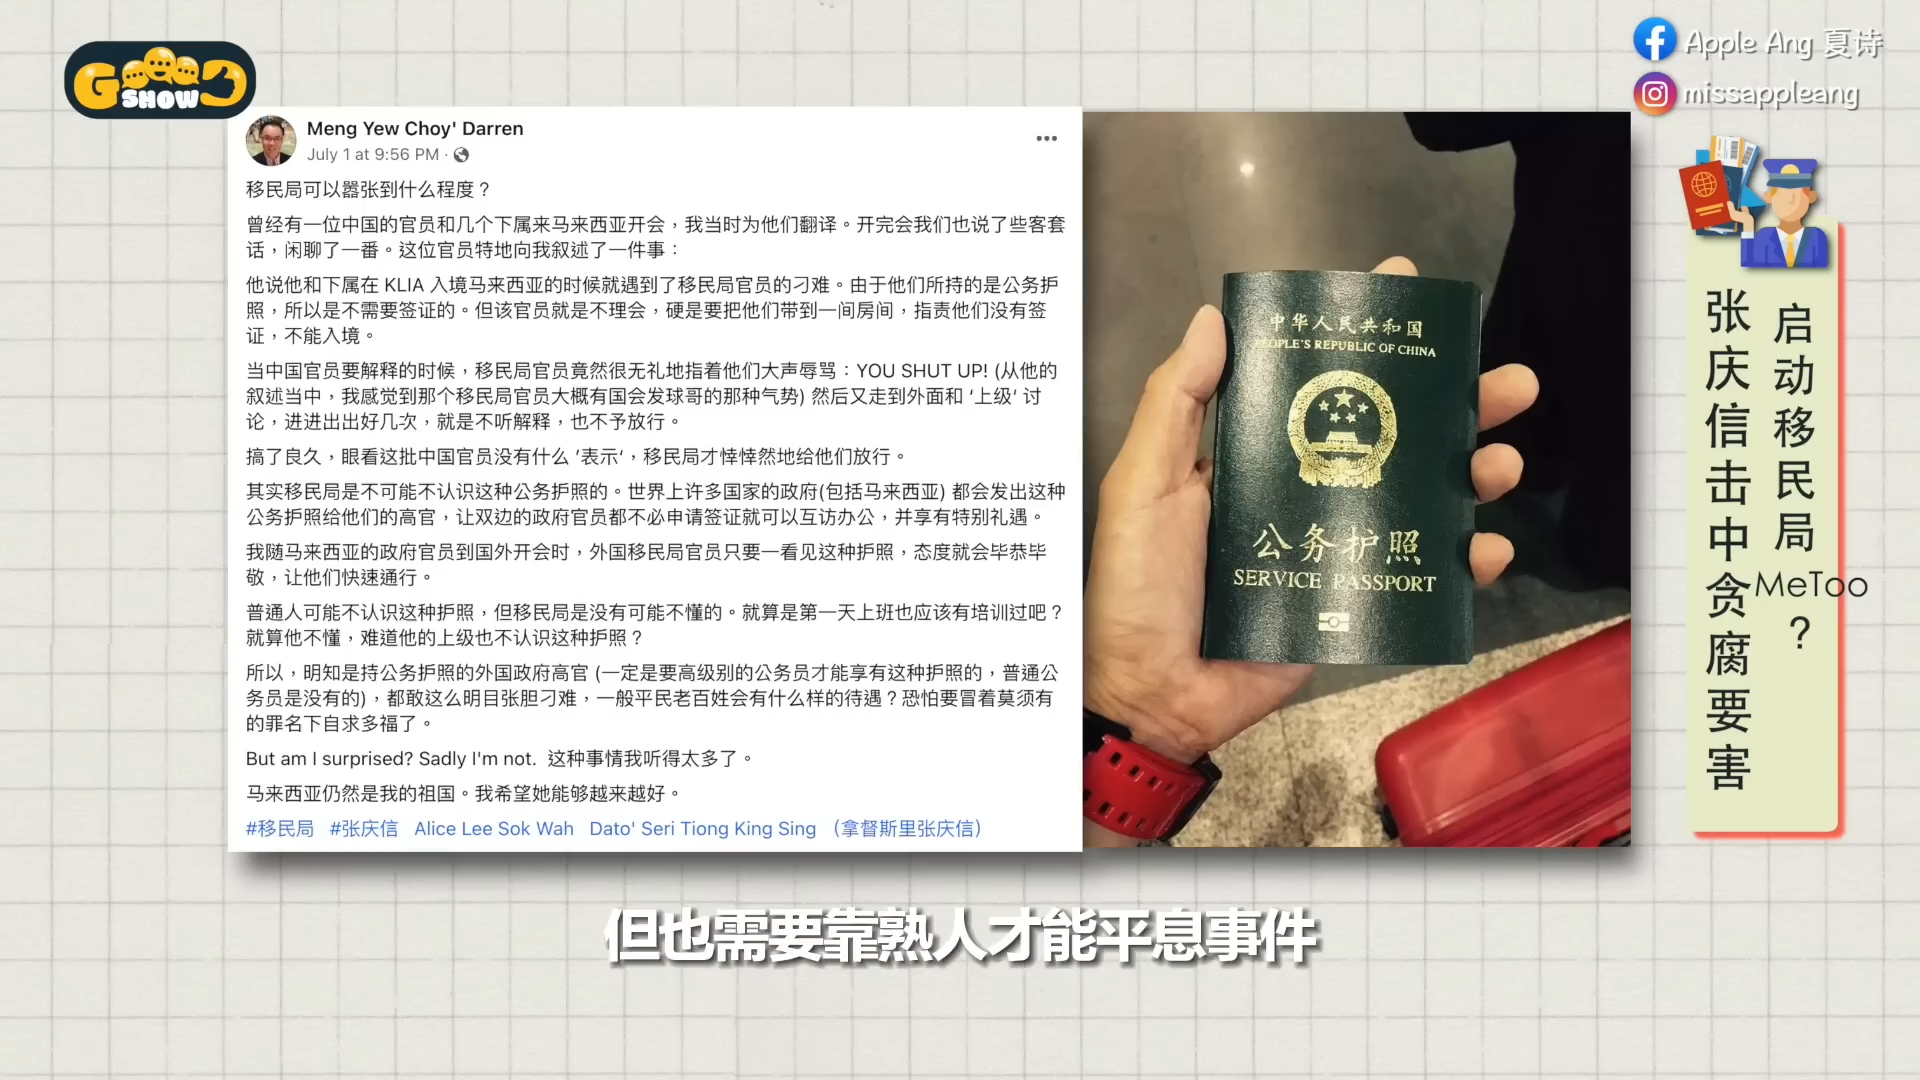 GOOD
SHOW
Apple Ang 夏诗
missappleang
Meng Yew Choy' Darren
July 1 at 9:56 PM ·
移民局可以嚣张到什么程度？
曾经有一位中国的官员和几个下属来马来西亚开会，我当时为他们翻译。开完会我们也说了些客套
话，闲聊了一番。这位官员特地向我叙述了一件事：
他说他和下属在 KLIA 入境马来西亚的时候就遇到了移民局官员的刁难。由于他们所持的是公务护
照，所以是不需要签证的。但该官员就是不理会，硬是要把他们带到一间房间，指责他们没有签
证，不能入境。
当中国官员要解释的时候，移民局官员竟然很无礼地指着他们大声辱骂：YOU SHUT UP! (从他的
叙述当中，我感觉到那个移民局官员大概有国会发球哥的那种气势) 然后又走到外面和 ‘上级‘ 讨
论，进进出出好几次，就是不听解释，也不予放行。
搞了良久，眼看这批中国官员没有什么 ’表示‘，移民局才悻悻然地给他们放行。
其实移民局是不可能不认识这种公务护照的。世界上许多国家的政府(包括马来西亚) 都会发出这种
公务护照给他们的高官，让双边的政府官员都不必申请签证就可以互访办公，并享有特别礼遇。
我随马来西亚的政府官员到国外开会时，外国移民局官员只要一看见这种护照，态度就会毕恭毕
敬，让他们快速通行。
普通人可能不认识这种护照，但移民局是没有可能不懂的。就算是第一天上班也应该有培训过吧？
就算他不懂，难道他的上级也不认识这种护照？
所以，明知是持公务护照的外国政府高官 (一定是要高级别的公务员才能享有这种护照的，普通公
务员是没有的)，都敢这么明目张胆刁难，一般平民老百姓会有什么样的待遇？恐怕要冒着莫须有
的罪名下自求多福了。
But am I surprised? Sadly I'm not. 这种事情我听得太多了。
马来西亚仍然是我的祖国。我希望她能够越来越好。
#移民局 #张庆信 Alice Lee Sok Wah Dato' Seri Tiong King Sing （拿督斯里张庆信）
中华人民共和国
PEOPLE'S REPUBLIC OF CHINA
公务护照
SERVICE PASSPORT
张庆信击中贪腐要害
启动移民局MeToo？
但也需要靠熟人才能平息事件